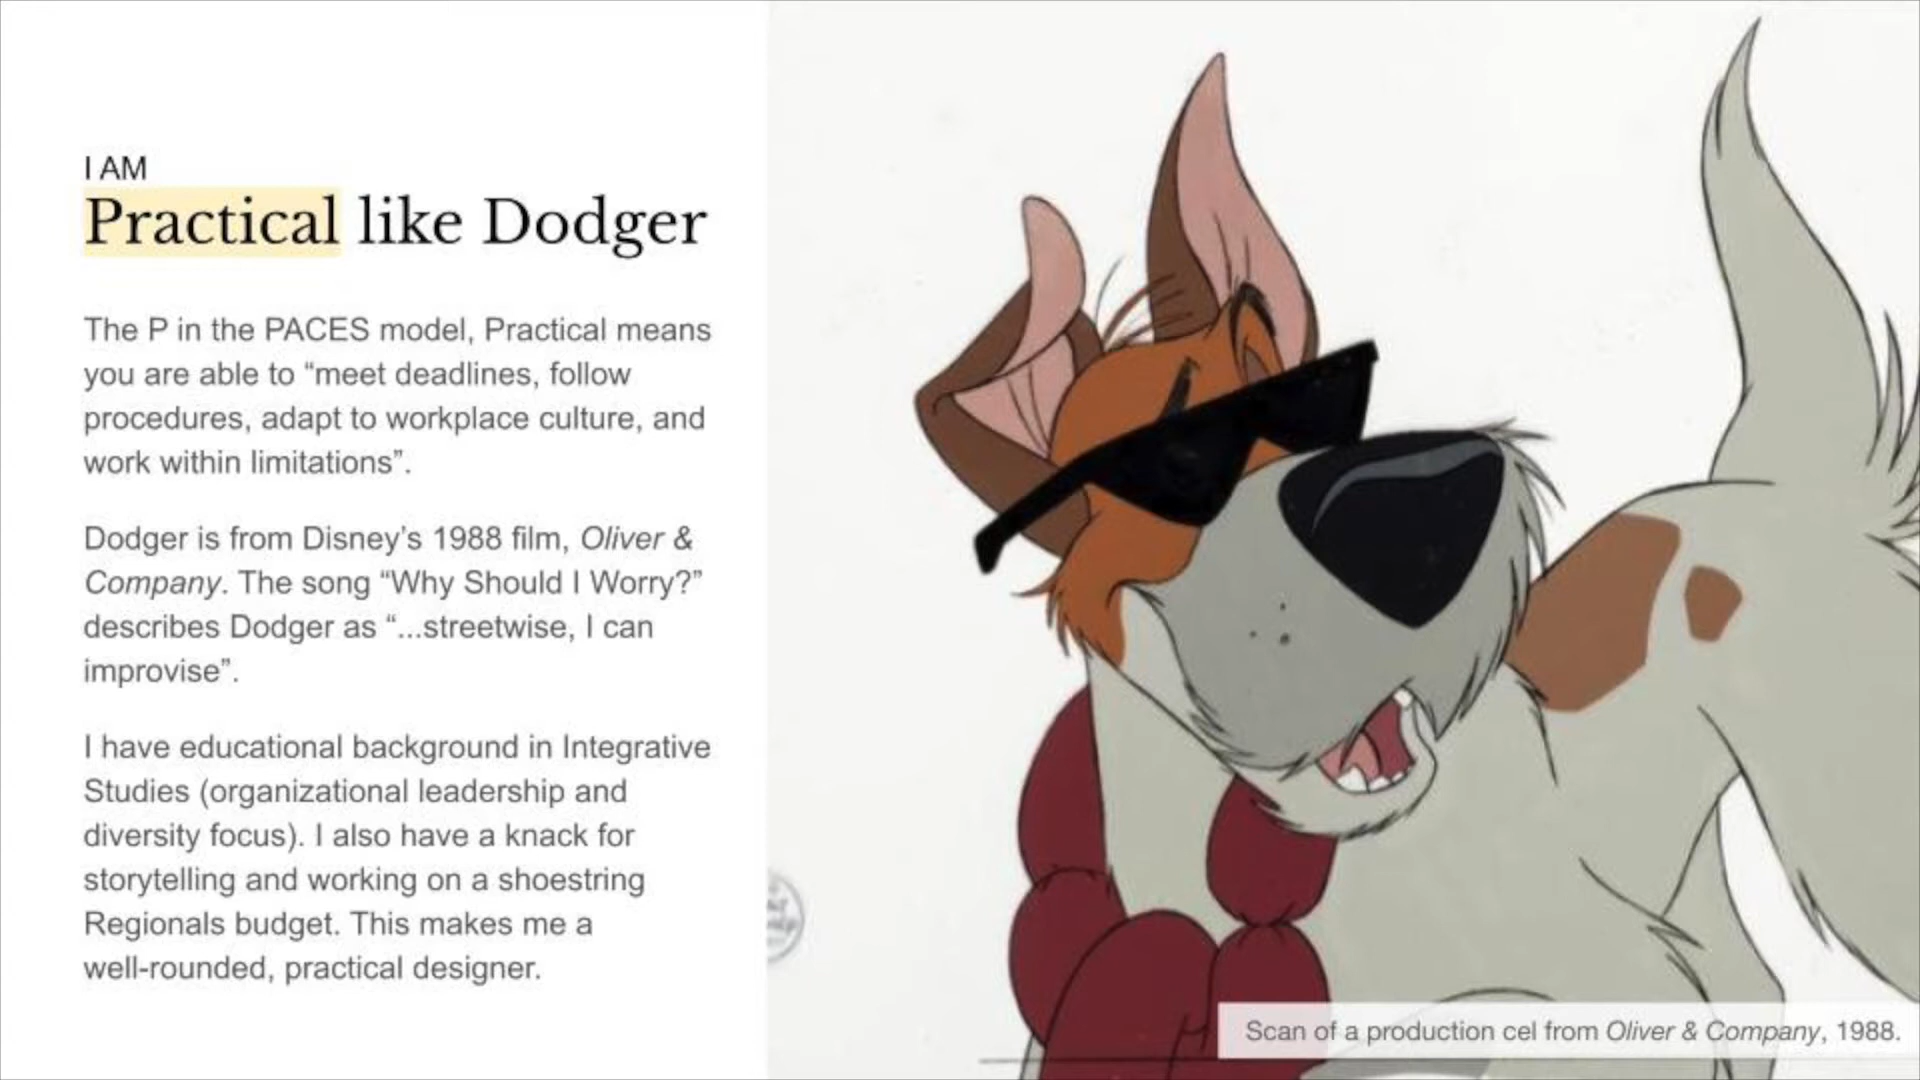 I AM
Practical like Dodger
The P in the PACES model, Practical means
you are able to “meet deadlines, follow
procedures, adapt to workplace culture, and
work within limitations”.
Dodger is from Disney’s 1988 film, Oliver &
Company. The song “Why Should I Worry?”
describes Dodger as “...streetwise, I can
improvise”.
I have educational background in Integrative
Studies (organizational leadership and
diversity focus). I also have a knack for
storytelling and working on a shoestring
Regionals budget. This makes me a
well-rounded, practical designer.
Scan of a production cel from Oliver & Company, 1988.